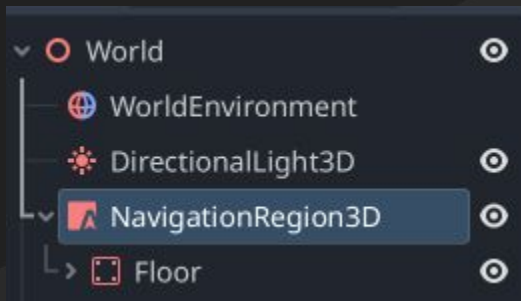 World
WorldEnvironment
DirectionalLight3D
NavigationRegion3D
Floor